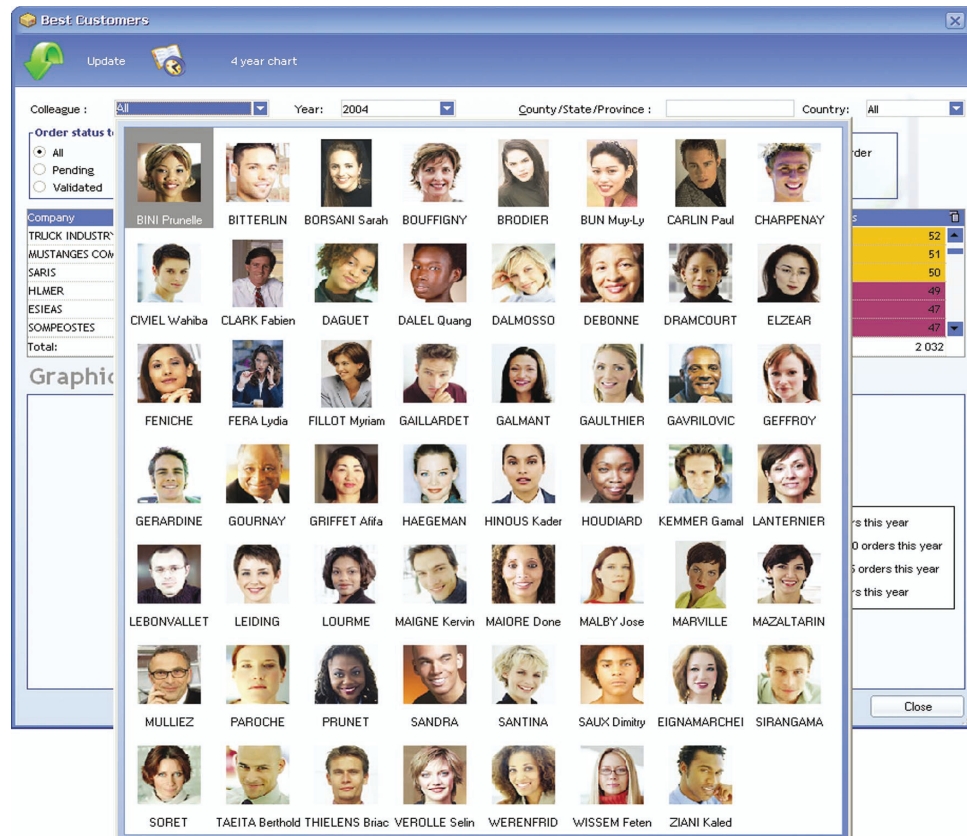 Best Customers
Update 4 year chart
Colleague : All Year: 2004 County/State/Province : Country: All
Order status t
All
Pending
Validated
rder
Company s
TRUCK INDUSTRY 52
MUSTANGES COM 51
SARIS 50
HLMER 49
ESIEAS 47
SOMPEOSTES 47
Total: 2 032
Graphic
BINI Prunelle BITTERLIN BORSANI Sarah BOUFFIGNY BRODIER BUN Muy-Ly CARLIN Paul CHARPENAY
CIVIEL Wahiba CLARK Fabien DAGUET DALEL Quang DALMOSSO DEBONNE DRAMCOURT ELZEAR
FENICHE FERA Lydia FILLOT Myriam GAILLARDET GALMANT GAULTHIER GAVRILOVIC GEFFROY
GERARDINE GOURNAY GRIFFET Afifa HAEGEMAN HINOUS Kader HOUDIARD KEMMER Gamal LANTERNIER
rs this year
0 orders this year
5 orders this year
rs this year
LEBONVALLET LEIDING LOURME MAIGNE Kervin MAIORE Done MALBY Jose MARVILLE MAZALTARIN
MULLIEZ PAROCHE PRUNET SANDRA SANTINA SAUX Dimitry EIGNAMARCHEI SIRANGAMA
Close
SORET TAEITA Berthold THIELENS Briac VEROLLE Selin WERENFRID WISSEM Feten ZIANI Kaled